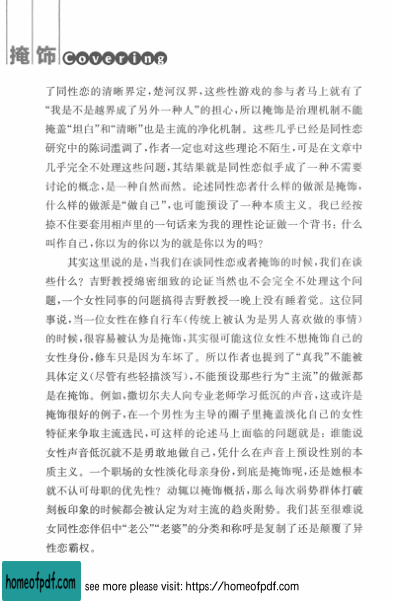 掩饰 Covering
了同性恋的清晰界定,楚河汉界,这些性游戏的参与者马上就有了
“我是不是越界成了另外一种人”的担心,所以掩饰是治理机制不能
掩盖“坦白”和“清晰”也是主流的净化机制。这些几乎已经是同性恋
研究中的陈词滥调了,作者一定也对这些理论不陌生,可是在文章中
几乎完全不处理这些问题,其结果就是同性恋似乎成了一种不需要
讨论的概念,是一种自然而然。论述同性恋者什么样的做派是掩饰,
什么样的做派是“做自己”,也可能预设了一种本质主义。我已经按
捺不住要套用相声里的一句话来为我的理性论证做一个背书:什么
叫作自己,你以为的你以为的就是你以为的吗?
其实这里说的是,当我们在谈同性恋或者掩饰的时候,我们在谈
些什么?吉野教授绵密细致的论证当然也不会完全不处理这个问
题,一个女性同事的问题搞得吉野教授一晚上没有睡着觉。这位同
事说,当一位女性在修自行车(传统上被认为是男人喜欢做的事情)
的时候,很容易被认为是掩饰,其实很可能这位女性不想掩饰自己的
女性身份,修车只是因为车坏了。所以作者也提到了“真我”不能被
具体定义(尽管有些轻描淡写),不能预设那些行为“主流”的做派都
是在掩饰。例如,撒切尔夫人向专业老师学习低沉的声音,这或许是
掩饰很好的例子,在一个男性为主导的圈子里掩盖淡化自己的女性
特征来争取主流选民,可这样的论述马上面临的问题就是:谁能说
女性声音低沉就不是勇敢地做自己,凭什么在声音上预设性别的本
质主义。一个职场的女性淡化母亲身份,到底是掩饰呢,还是她根本
就不认可母职的优先性?动辄以掩饰概括,那么每次弱势群体打破
刻板印象的时候都会被认定为对主流的趋炎附势。我们甚至很难说
女同性恋伴侣中“老公”“老婆”的分类和称呼是复制了还是颠覆了异
性恋霸权。
homeofpdf.com
see more please visit: https://homeofpdf.com